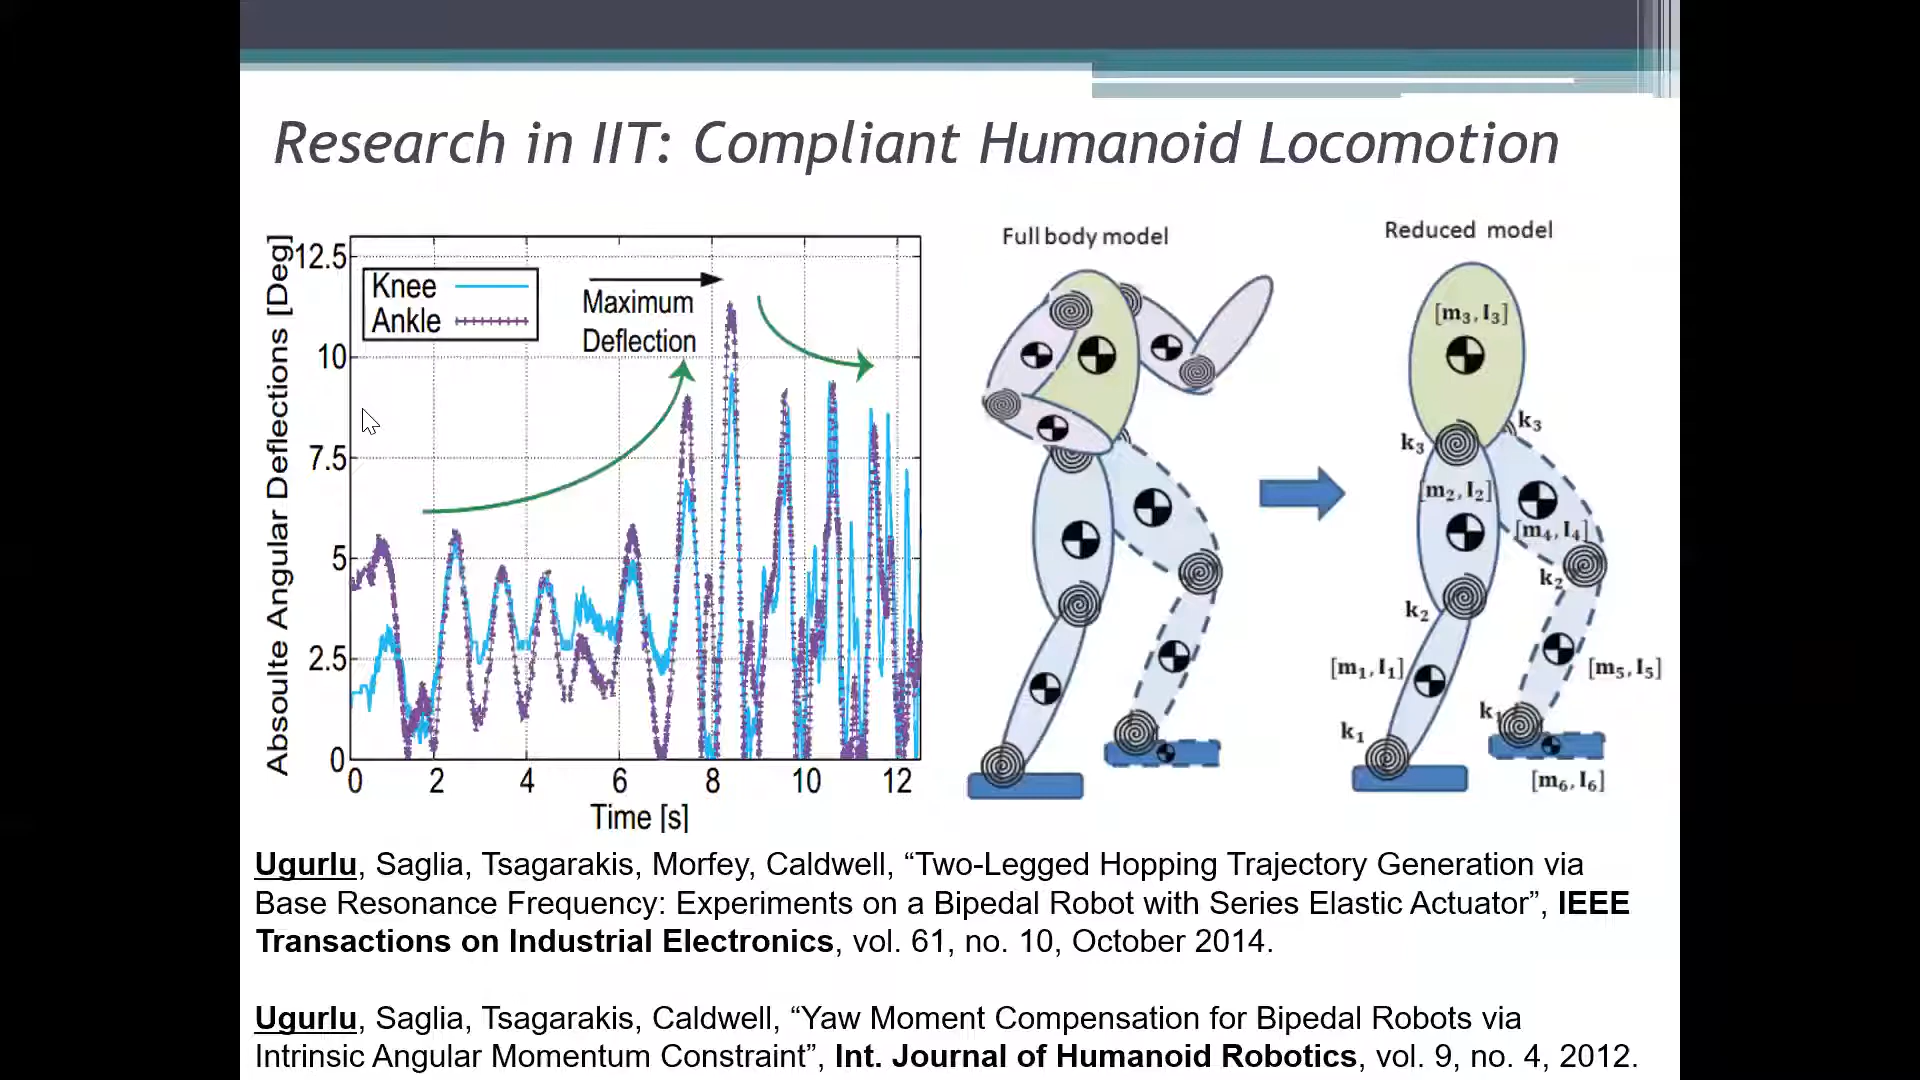 Research in IIT: Compliant Humanoid Locomotion
Absoulte Angular Deflections [Deg]
12.5
10
7.5
5
2.5
0
Knee
Ankle
Maximum
Deflection
0 2 4 6 8 10 12
Time [s]
Full body model
Reduced model
[m₃, I₃]
k₃
k₃
[m₂, I₂]
[m₄, I₄]
k₂
k₂
[m₁, I₁]
[m₅, I₅]
k₁
k₁
[m₆, I₆]
Ugurlu, Saglia, Tsagarakis, Morfey, Caldwell, “Two-Legged Hopping Trajectory Generation via
Base Resonance Frequency: Experiments on a Bipedal Robot with Series Elastic Actuator”, IEEE
Transactions on Industrial Electronics, vol. 61, no. 10, October 2014.
Ugurlu, Saglia, Tsagarakis, Caldwell, “Yaw Moment Compensation for Bipedal Robots via
Intrinsic Angular Momentum Constraint”, Int. Journal of Humanoid Robotics, vol. 9, no. 4, 2012.